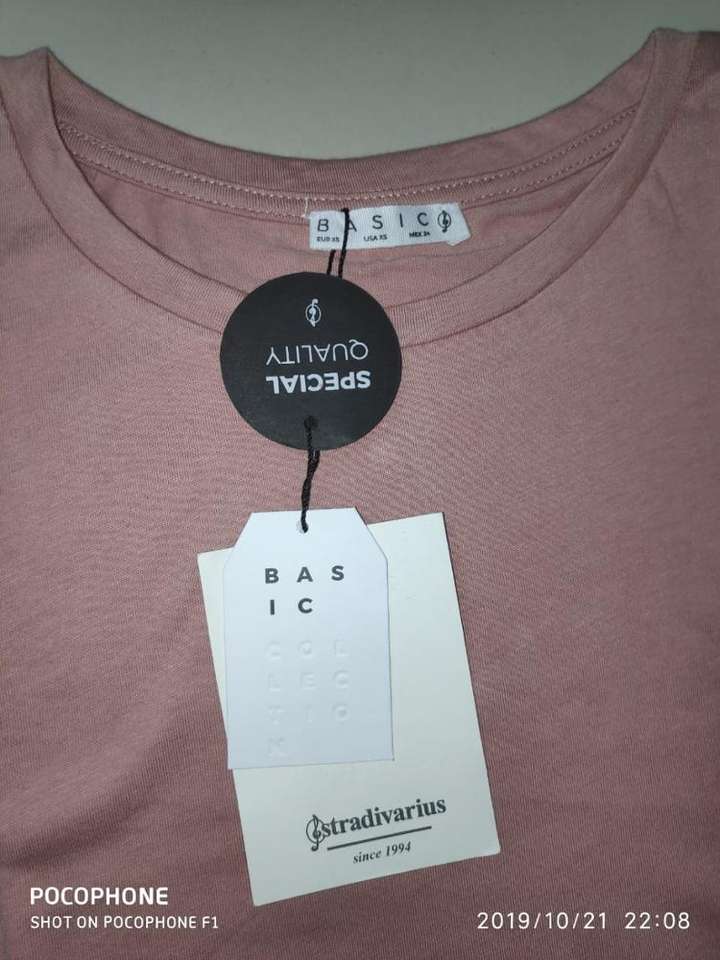 BASIC
EUR XS USA XS MEX 34
SPECIAL
QUALITY
BAS
IC
COL
LEC
TIO
N
stradivarius
since 1994
POCOPHONE
SHOT ON POCOPHONE F1
2019/10/21 22:08